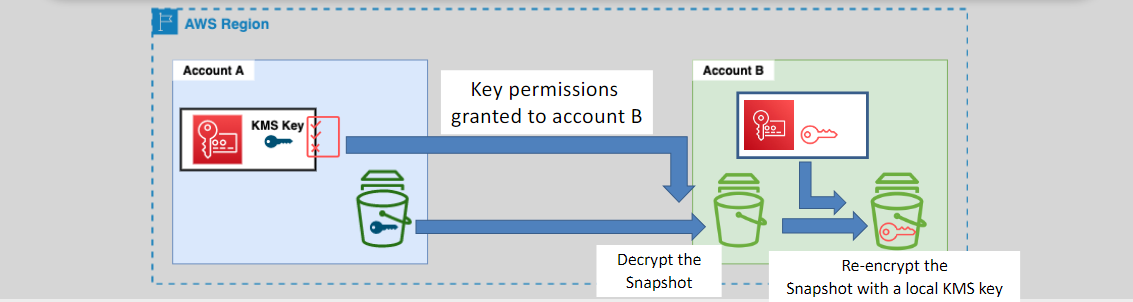 AWS Region
Account A
Account B
Key permissions
granted to account B
KMS Key
Decrypt the
Snapshot
Re-encrypt the
Snapshot with a local KMS key